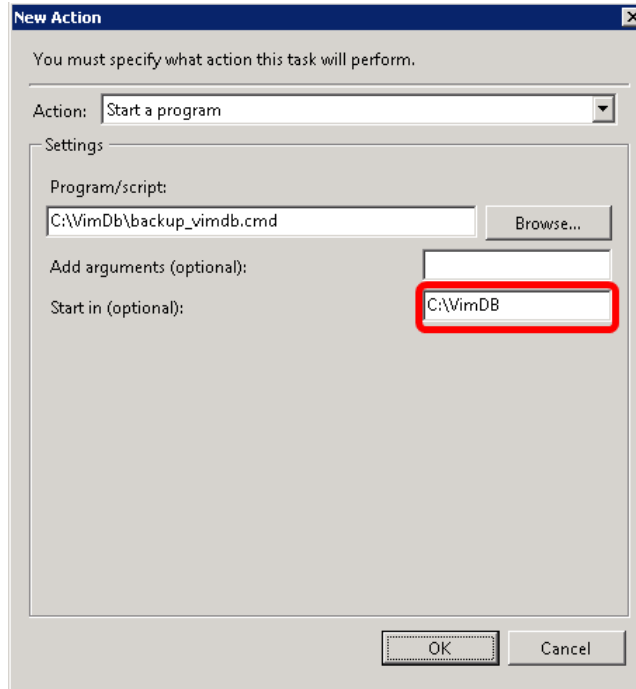 New Action
You must specify what action this task will perform.
Action: Start a program
Settings
Program/script:
C:\VimDb\backup_vimdb.cmd Browse...
Add arguments (optional):
Start in (optional): C:\VimDB
OK Cancel